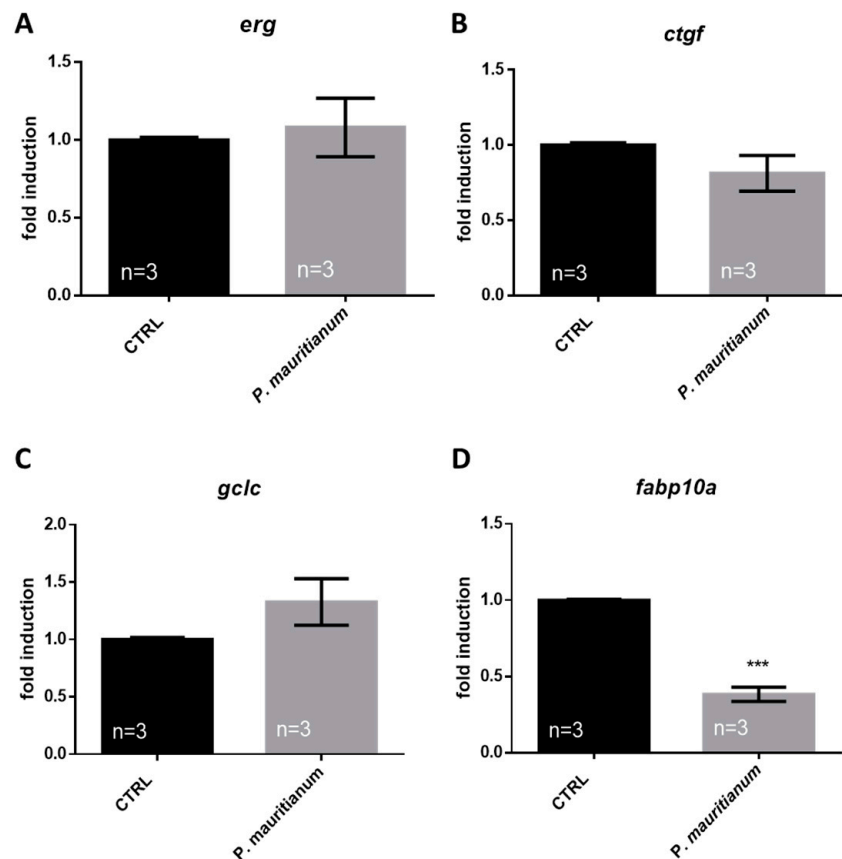 A
erg
fold induction
1.5
1.0
0.5
0.0
n=3
n=3
CTRL
P. mauritianum
B
ctgf
fold induction
1.5
1.0
0.5
0.0
n=3
n=3
CTRL
P. mauritianum
C
gclc
fold induction
2.0
1.5
1.0
0.5
0.0
n=3
n=3
CTRL
P. mauritianum
D
fabp10a
fold induction
1.5
1.0
0.5
0.0
***
n=3
n=3
CTRL
P. mauritianum